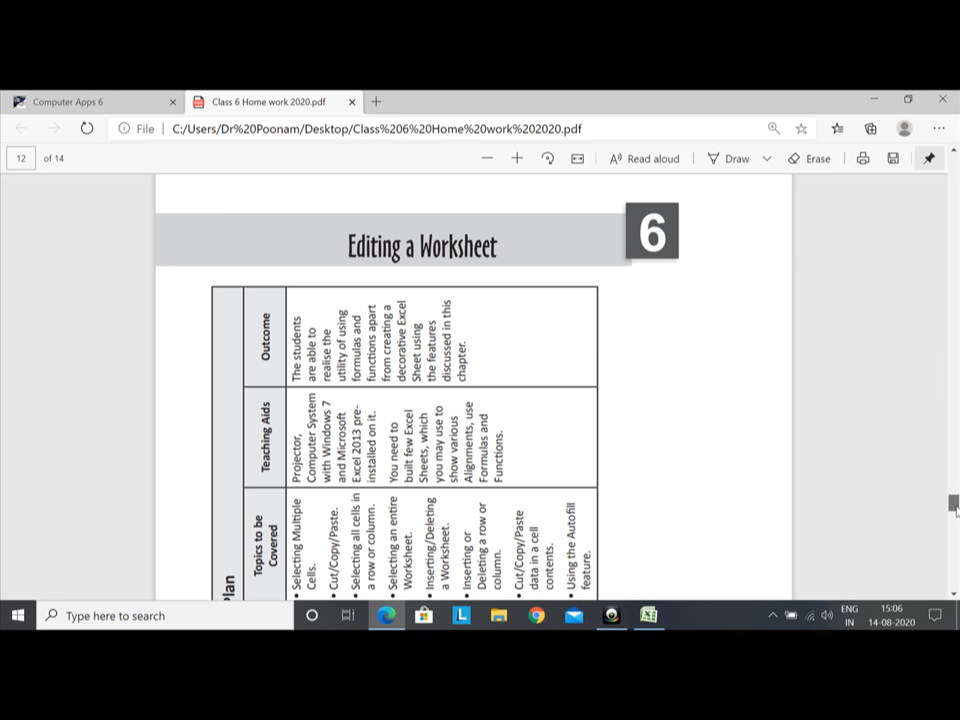 Computer Apps 6
Class 6 Home work 2020.pdf
File
C:/Users/Dr%20Poonam/Desktop/Class%206%20Home%20work%202020.pdf
12 of 14
Read aloud
Draw
Erase
Editing a Worksheet
6
Plan
Topics to be
Covered
• Selecting Multiple
Cells.
• Cut/Copy/Paste.
• Selecting all cells in
a row or column.
• Selecting an entire
Worksheet.
• Inserting/Deleting
a Worksheet.
• Inserting or
Deleting a row or
column.
• Cut/Copy/Paste
data in a cell
contents.
• Using the Autofill
feature.
Teaching Aids
Projector,
Computer System
with Windows 7
and Microsoft
Excel 2013 pre-
installed on it.
You need to
built few Excel
Sheets, which
you may use to
show various
Alignments, use
Formulas and
Functions.
Outcome
The students
are able to
realise the
utility of using
formulas and
functions apart
from creating a
decorative Excel
Sheet using
the features
discussed in this
chapter.
Type here to search
L
ENG
IN
15:06
14-08-2020